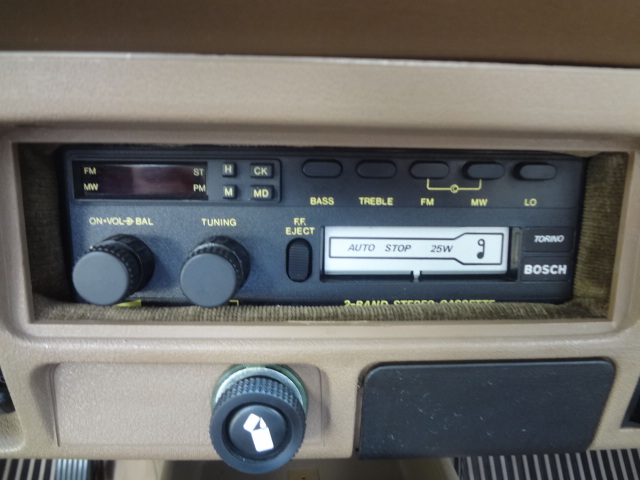 FM ST H CK
MW PM M MD
BASS TREBLE FM MW LO
ON•VOL BAL TUNING F.F. EJECT
AUTO STOP 25W
TORINO
BOSCH
2-BAND STEREO CASSETTE